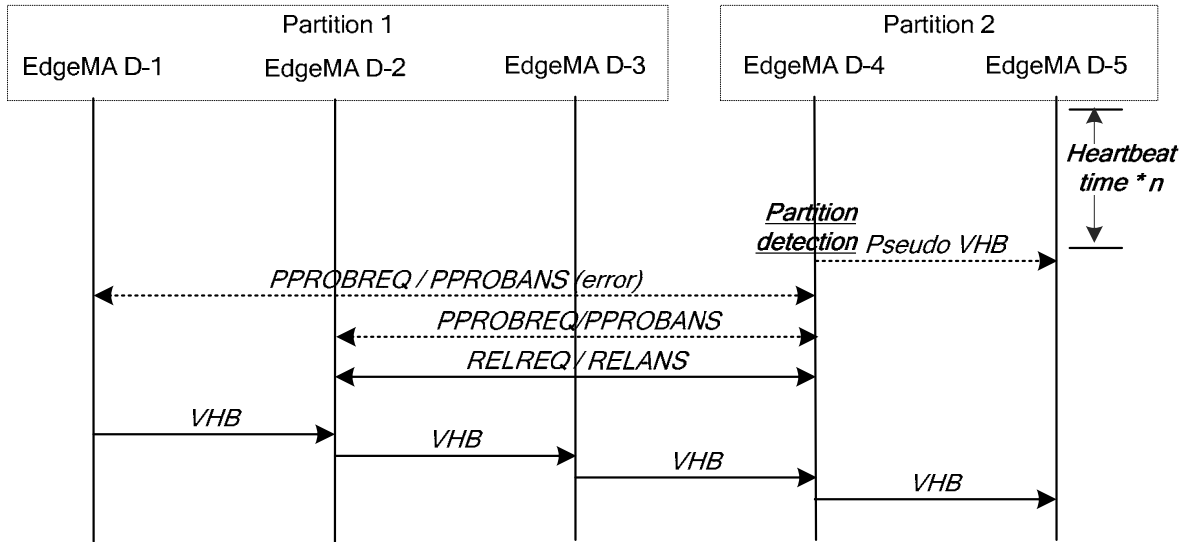 Partition 1
Partition 2
EdgeMA D-1
EdgeMA D-2
EdgeMA D-3
EdgeMA D-4
EdgeMA D-5
Heartbeat
time * n
Partition
detection
Pseudo VHB
PPROBREQ / PPROBANS (error)
PPROBREQ/PPROBANS
RELREQ / RELANS
VHB
VHB
VHB
VHB